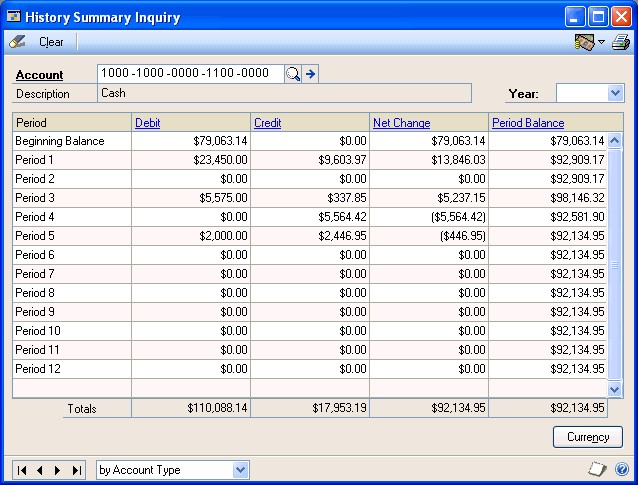 History Summary Inquiry
Clear
Account 1000 -1000 -0000 -1100 -0000
Description Cash Year:
Period Debit Credit Net Change Period Balance
Beginning Balance $79,063.14 $0.00 $79,063.14 $79,063.14
Period 1 $23,450.00 $9,603.97 $13,846.03 $92,909.17
Period 2 $0.00 $0.00 $0.00 $92,909.17
Period 3 $5,575.00 $337.85 $5,237.15 $98,146.32
Period 4 $0.00 $5,564.42 ($5,564.42) $92,581.90
Period 5 $2,000.00 $2,446.95 ($446.95) $92,134.95
Period 6 $0.00 $0.00 $0.00 $92,134.95
Period 7 $0.00 $0.00 $0.00 $92,134.95
Period 8 $0.00 $0.00 $0.00 $92,134.95
Period 9 $0.00 $0.00 $0.00 $92,134.95
Period 10 $0.00 $0.00 $0.00 $92,134.95
Period 11 $0.00 $0.00 $0.00 $92,134.95
Period 12 $0.00 $0.00 $0.00 $92,134.95
Totals $110,088.14 $17,953.19 $92,134.95 $92,134.95
Currency
by Account Type